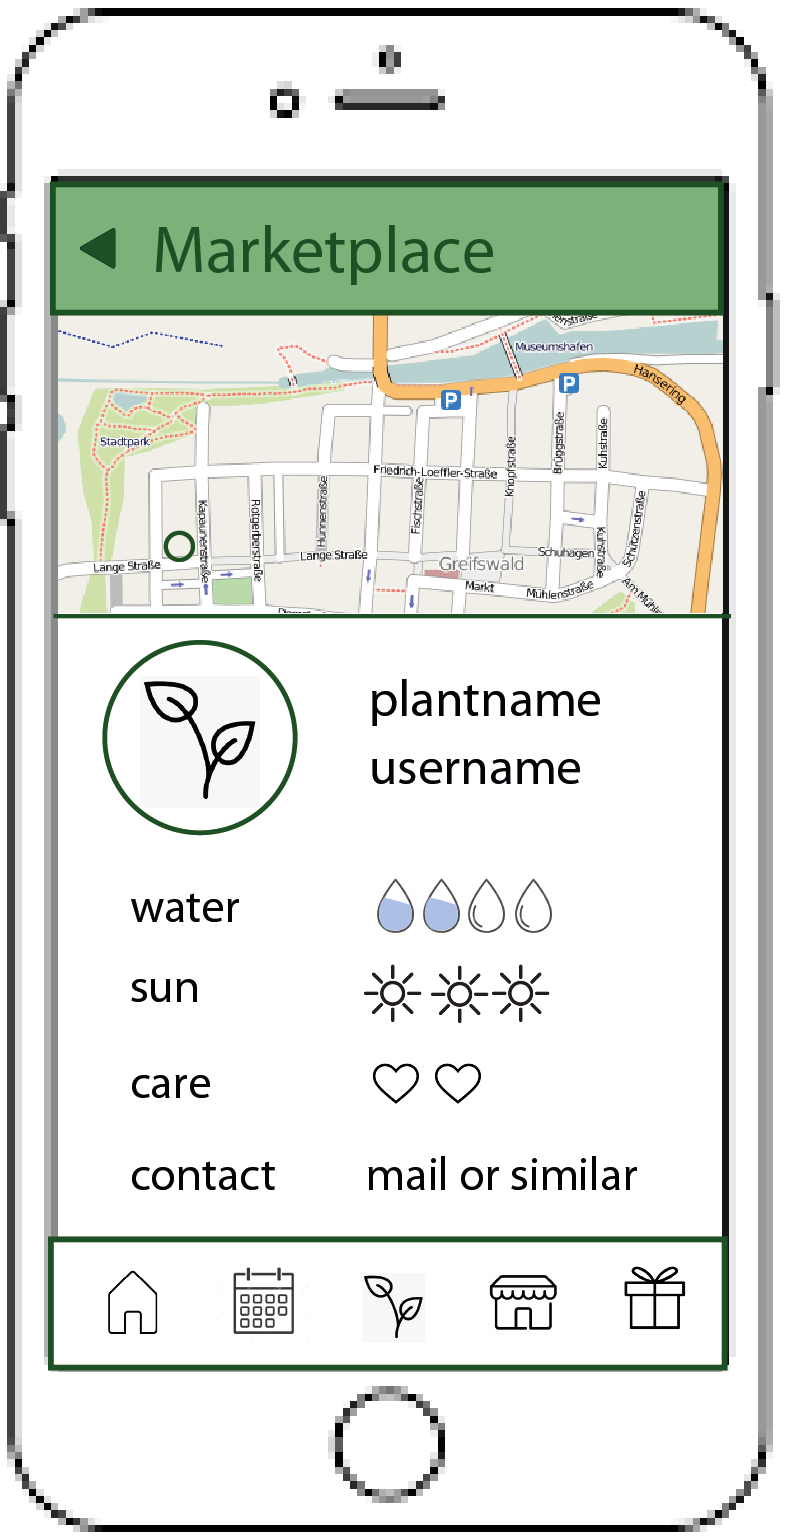 Marketplace
Museumshafen
P
P
Hansering
Stadtpark
Brüggstraße
Kuhstraße
Knopfstraße
Friedrich-Loeffler-Straße
Kapaunenstraße
Rotgerberstraße
Hunnenstraße
Fischstraße
Schützenstraße
Kuhstraße
Lange Straße
Schuhagen
Lange Straße
Greifswald
Markt
Mühlenstraße
plantname
username
water
sun
care
contact mail or similar